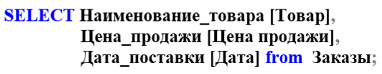 SELECT Наименование_товара [Товар],
Цена_продажи [Цена продажи],
Дата_поставки [Дата] from Заказы;